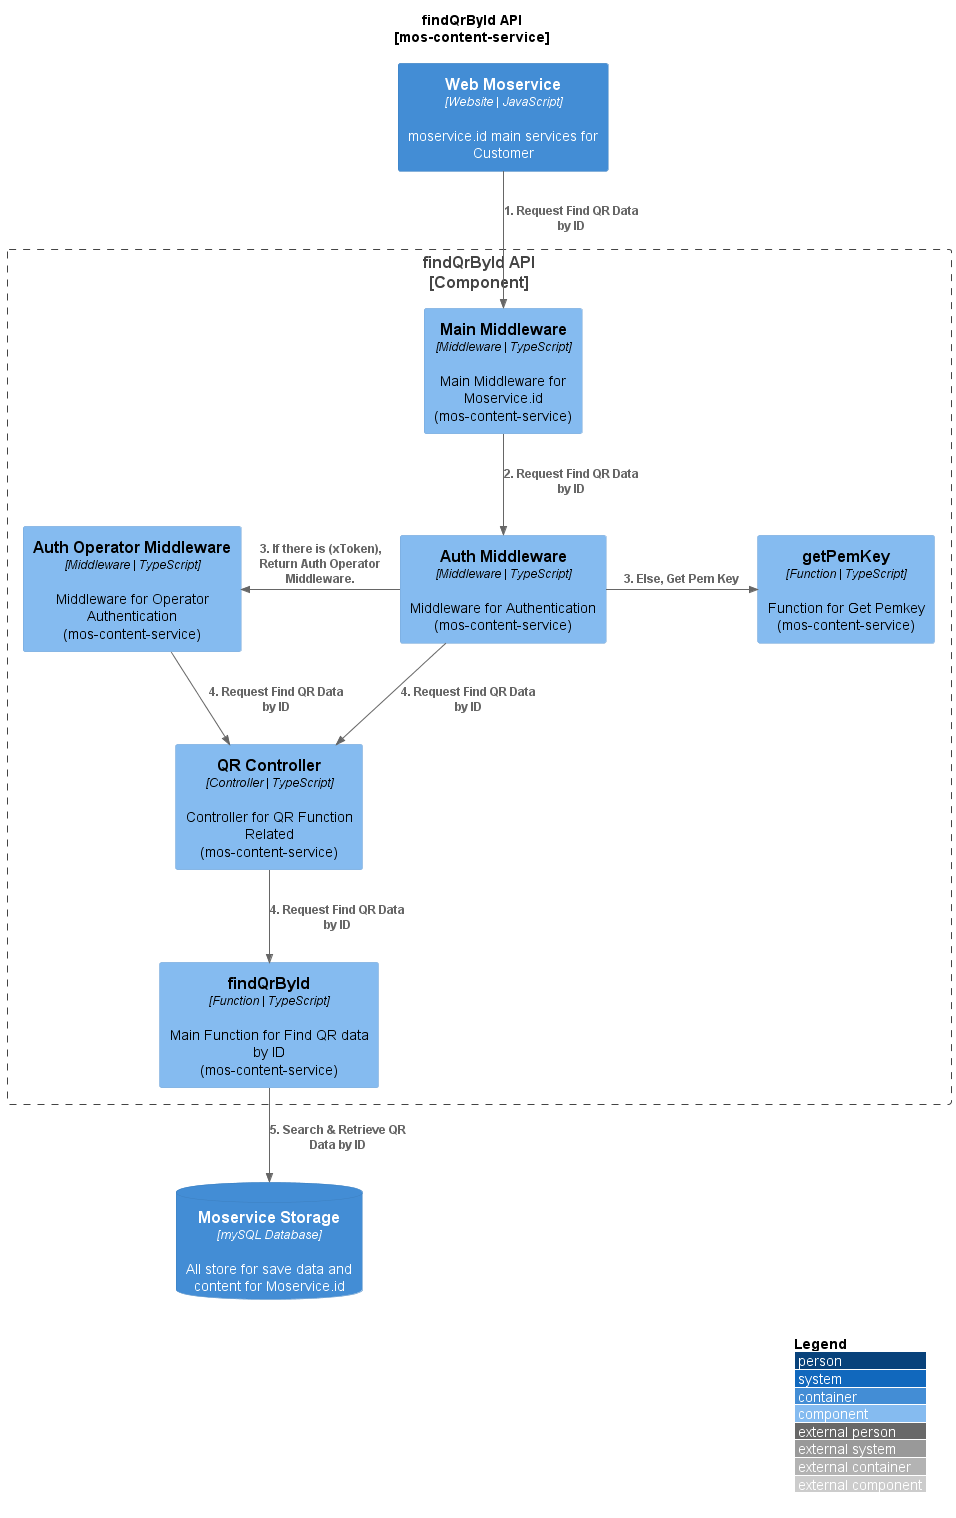 findQrById API
[mos-content-service]
Web Moservice
[Website | JavaScript]
moservice.id main services for
Customer
1. Request Find QR Data
by ID
findQrById API
[Component]
Main Middleware
[Middleware | TypeScript]
Main Middleware for
Moservice.id
(mos-content-service)
2. Request Find QR Data
by ID
Auth Operator Middleware
[Middleware | TypeScript]
Middleware for Operator
Authentication
(mos-content-service)
3. If there is (xToken),
Return Auth Operator
Middleware.
Auth Middleware
[Middleware | TypeScript]
Middleware for Authentication
(mos-content-service)
3. Else, Get Pem Key
getPemKey
[Function | TypeScript]
Function for Get Pemkey
(mos-content-service)
4. Request Find QR Data
by ID
4. Request Find QR Data
by ID
QR Controller
[Controller | TypeScript]
Controller for QR Function
Related
(mos-content-service)
4. Request Find QR Data
by ID
findQrById
[Function | TypeScript]
Main Function for Find QR data
by ID
(mos-content-service)
5. Search & Retrieve QR
Data by ID
Moservice Storage
[mySQL Database]
All store for save data and
content for Moservice.id
Legend
person
system
container
component
external person
external system
external container
external component